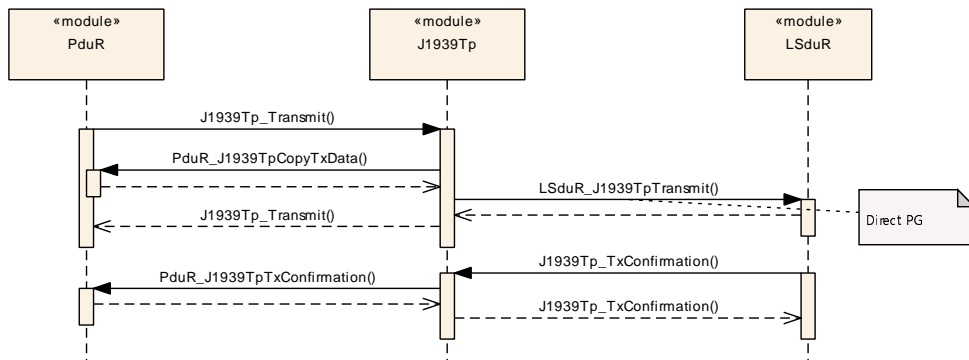 «module»
PduR
«module»
J1939Tp
«module»
LSduR
J1939Tp_Transmit()
PduR_J1939TpCopyTxData()
LSduR_J1939TpTransmit()
J1939Tp_Transmit()
Direct PG
J1939Tp_TxConfirmation()
PduR_J1939TpTxConfirmation()
J1939Tp_TxConfirmation()